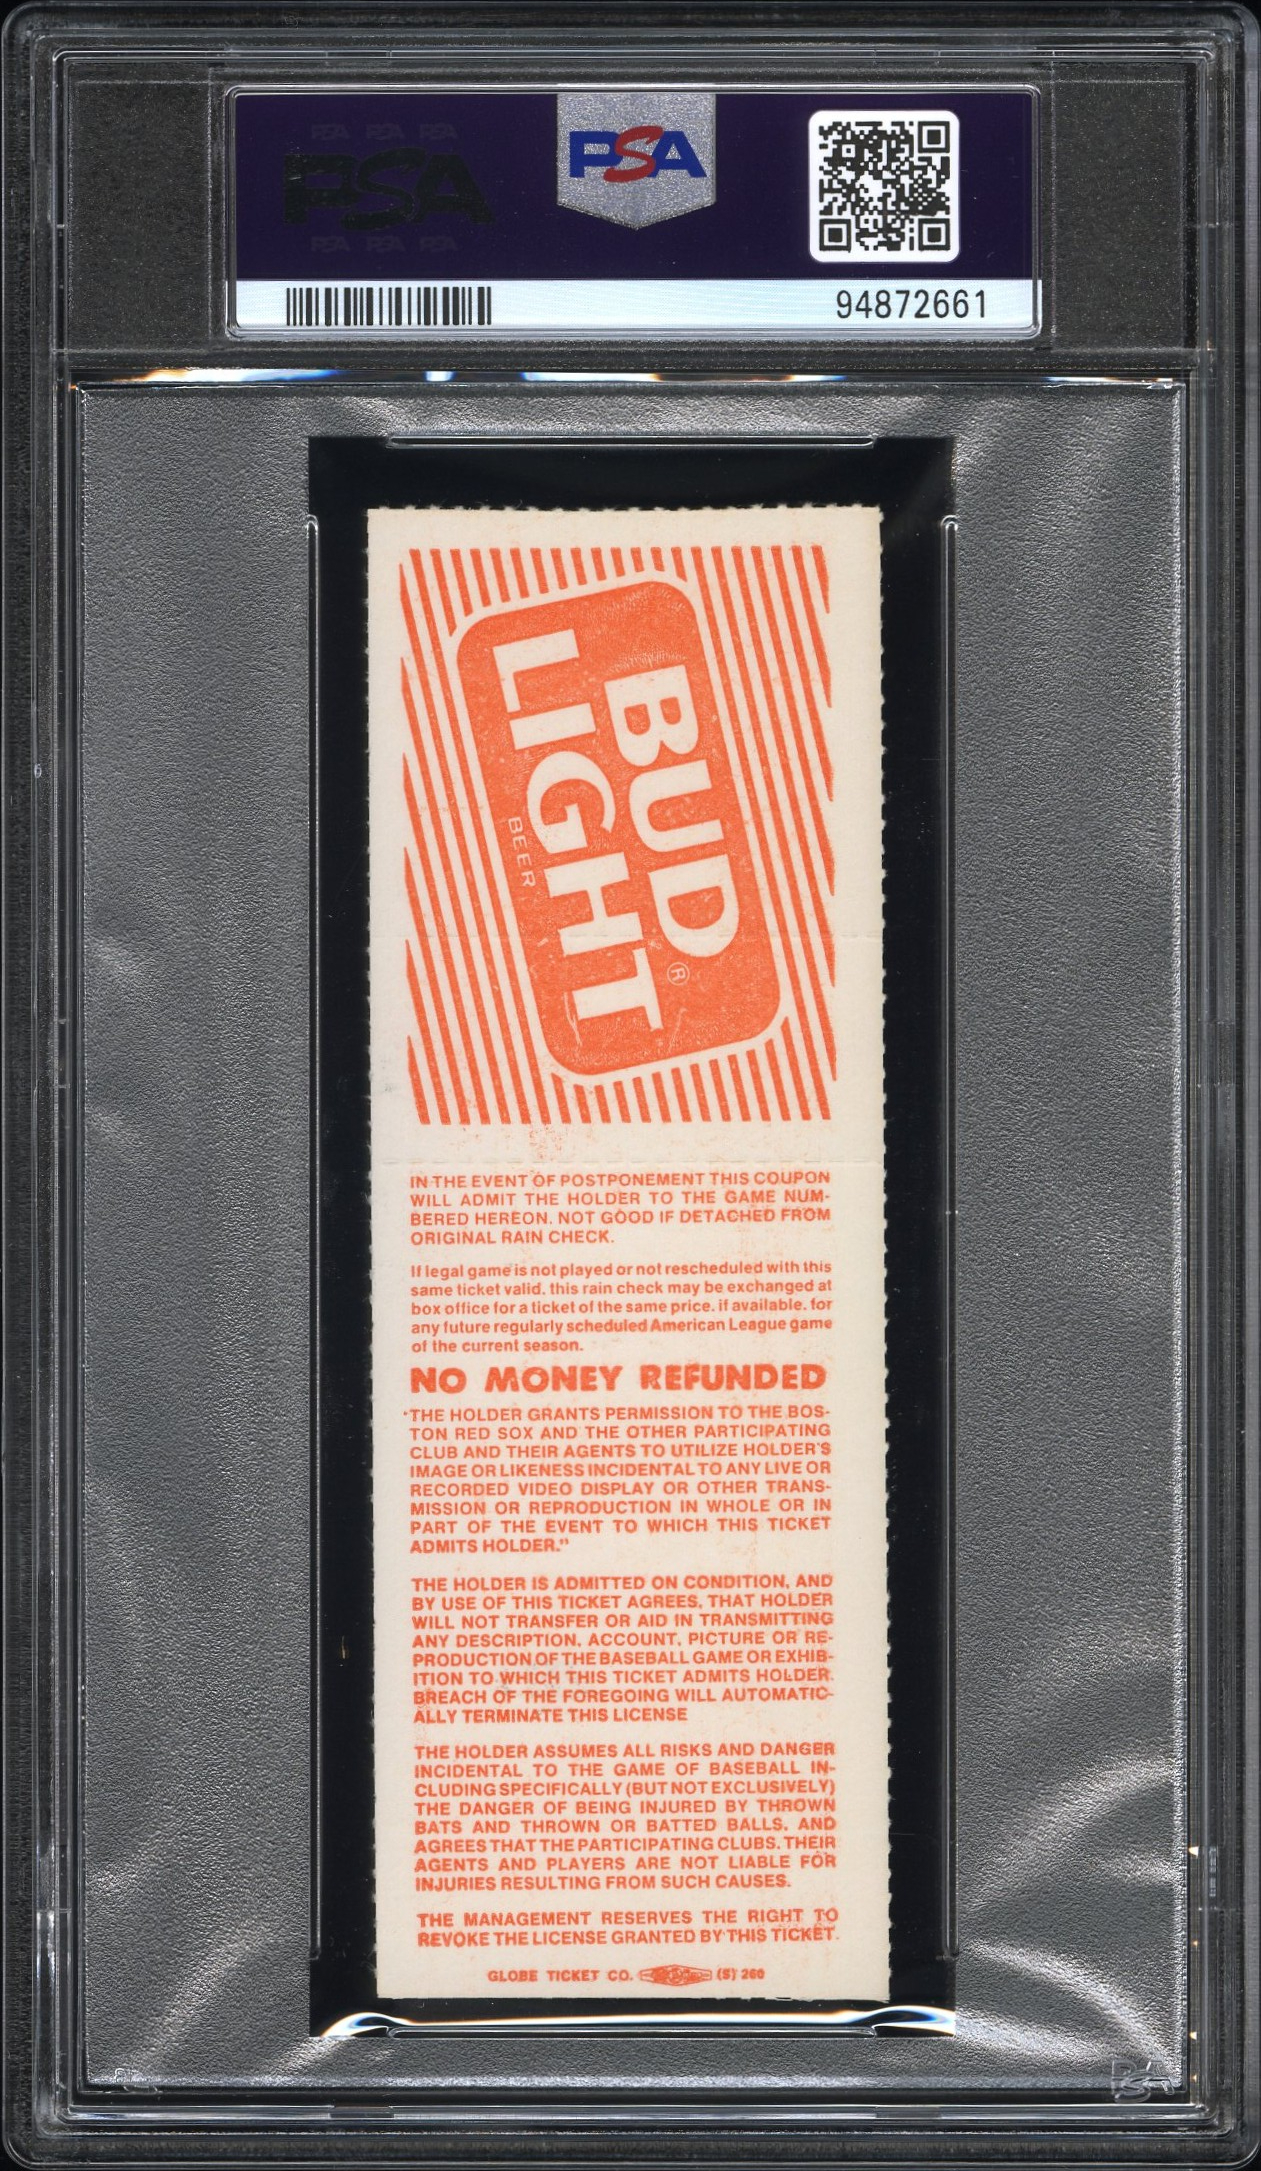 PSA
PSA PSA PSA
PSA
PSA PSA PSA
94872661
BUD
LIGHT
BEER
®
IN THE EVENT OF POSTPONEMENT THIS COUPON
WILL ADMIT THE HOLDER TO THE GAME NUM-
BERED HEREON. NOT GOOD IF DETACHED FROM
ORIGINAL RAIN CHECK.
If legal game is not played or not rescheduled with this
same ticket valid. this rain check may be exchanged at
box office for a ticket of the same price. if available. for
any future regularly scheduled American League game
of the current season.
NO MONEY REFUNDED
"THE HOLDER GRANTS PERMISSION TO THE BOS-
TON RED SOX AND THE OTHER PARTICIPATING
CLUB AND THEIR AGENTS TO UTILIZE HOLDER'S
IMAGE OR LIKENESS INCIDENTAL TO ANY LIVE OR
RECORDED VIDEO DISPLAY OR OTHER TRANS-
MISSION OR REPRODUCTION IN WHOLE OR IN
PART OF THE EVENT TO WHICH THIS TICKET
ADMITS HOLDER."
THE HOLDER IS ADMITTED ON CONDITION, AND
BY USE OF THIS TICKET AGREES, THAT HOLDER
WILL NOT TRANSFER OR AID IN TRANSMITTING
ANY DESCRIPTION, ACCOUNT, PICTURE OR RE-
PRODUCTION OF THE BASEBALL GAME OR EXHIB-
ITION TO WHICH THIS TICKET ADMITS HOLDER.
BREACH OF THE FOREGOING WILL AUTOMATIC-
ALLY TERMINATE THIS LICENSE
THE HOLDER ASSUMES ALL RISKS AND DANGER
INCIDENTAL TO THE GAME OF BASEBALL IN-
CLUDING SPECIFICALLY (BUT NOT EXCLUSIVELY)
THE DANGER OF BEING INJURED BY THROWN
BATS AND THROWN OR BATTED BALLS, AND
AGREES THAT THE PARTICIPATING CLUBS. THEIR
AGENTS AND PLAYERS ARE NOT LIABLE FOR
INJURIES RESULTING FROM SUCH CAUSES.
THE MANAGEMENT RESERVES THE RIGHT TO
REVOKE THE LICENSE GRANTED BY THIS TICKET.
GLOBE TICKET CO. (S) 260
PSA